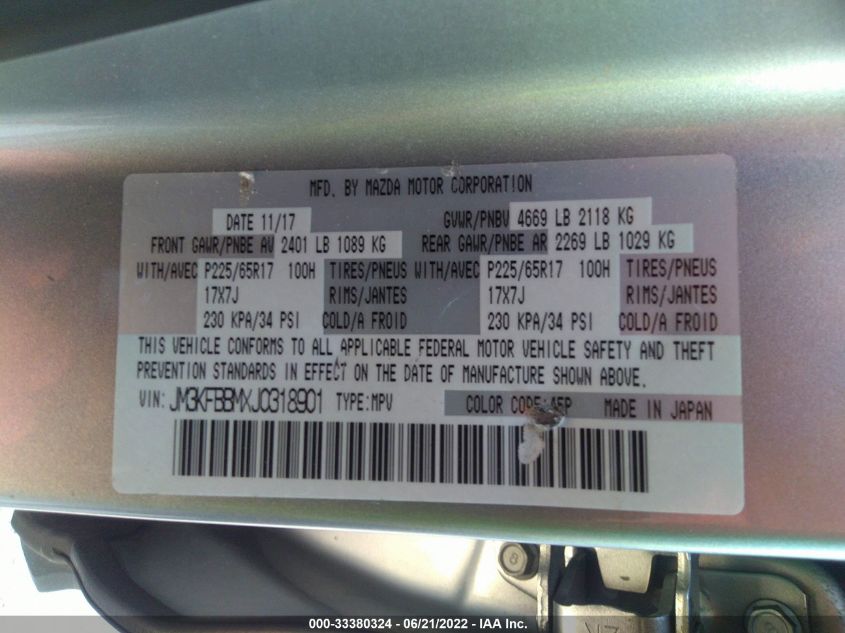 MFD. BY MAZDA MOTOR CORPORATION
DATE 11/17 GVWR/PNBV 4669 LB 2118 KG
FRONT GAWR/PNBE AV 2401 LB 1089 KG REAR GAWR/PNBE AR 2269 LB 1029 KG
WITH/AVEC P225/65R17 100H TIRES/PNEUS WITH/AVEC P225/65R17 100H TIRES/PNEUS
17X7J RIMS/JANTES 17X7J RIMS/JANTES
230 KPA/34 PSI COLD/A FROID 230 KPA/34 PSI COLD/A FROID
THIS VEHICLE CONFORMS TO ALL APPLICABLE FEDERAL MOTOR VEHICLE SAFETY AND THEFT
PREVENTION STANDARDS IN EFFECT ON THE DATE OF MANUFACTURE SHOWN ABOVE.
VIN: JM3KFBBMXJ0318901 TYPE:MPV COLOR CODE:45P MADE IN JAPAN
8
000-33380324 - 06/21/2022 - IAA Inc.